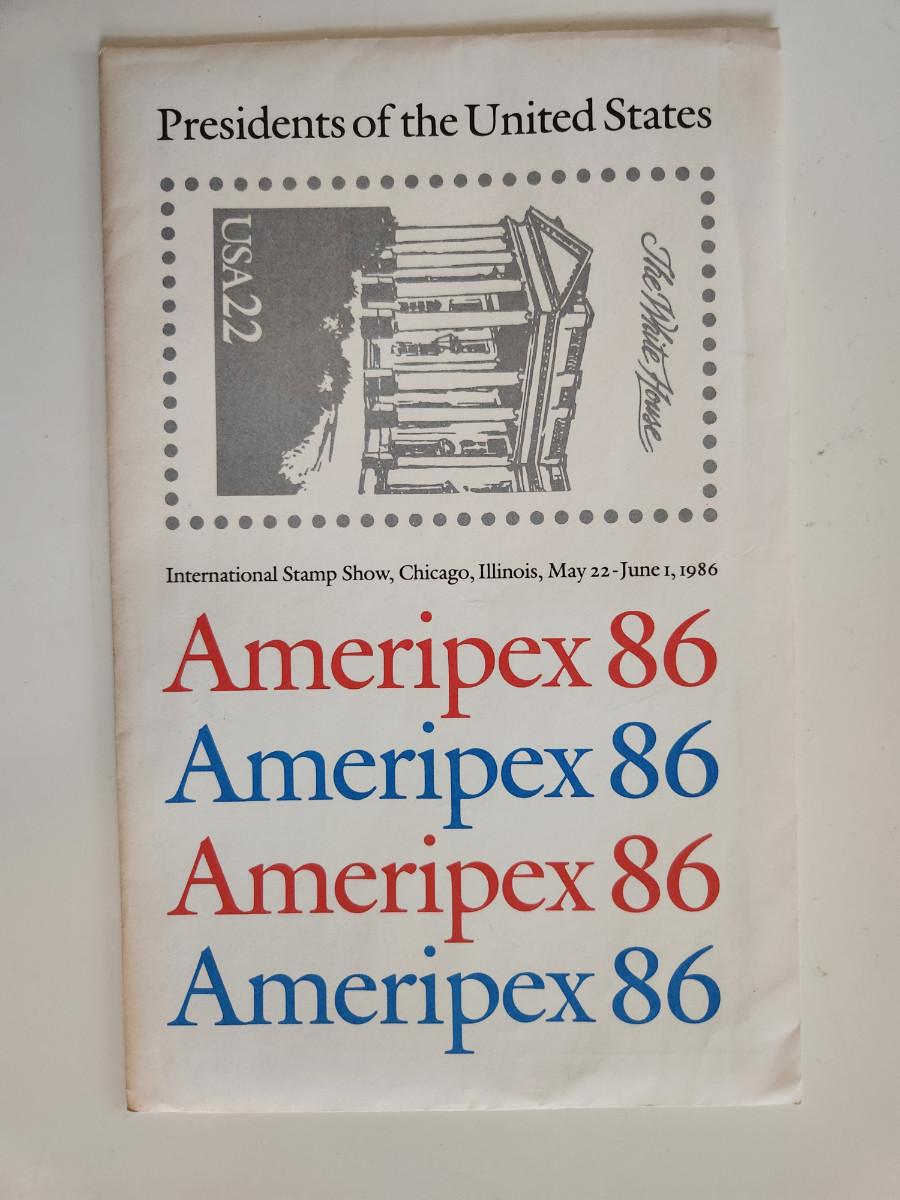 Presidents of the United States
USA22
The White House
International Stamp Show, Chicago, Illinois, May 22-June 1, 1986
Ameripex 86
Ameripex 86
Ameripex 86
Ameripex 86